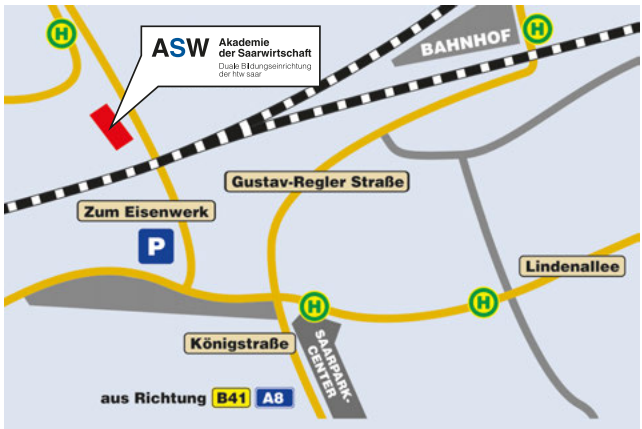 H
ASW
Akademie
der Saarwirtschaft
Duale Bildungseinrichtung
der htw saar
BAHNHOF
H
Gustav-Regler Straße
Zum Eisenwerk
P
Lindenallee
H
H
Königstraße
SAARPARK-
CENTER
aus Richtung B41 A8